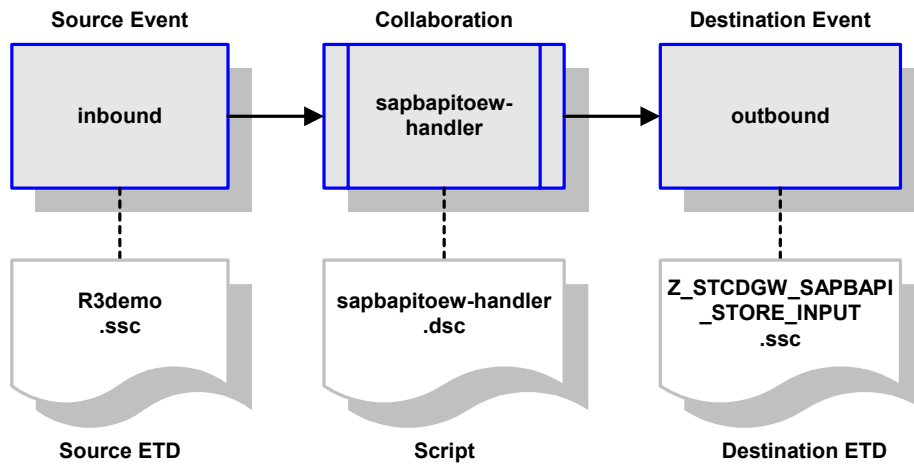 Source Event
Collaboration
Destination Event
inbound
sapbapitoew-
handler
outbound
R3demo
.ssc
sapbapitoew-handler
.dsc
Z_STCDGW_SAPBAPI
_STORE_INPUT
.ssc
Source ETD
Script
Destination ETD